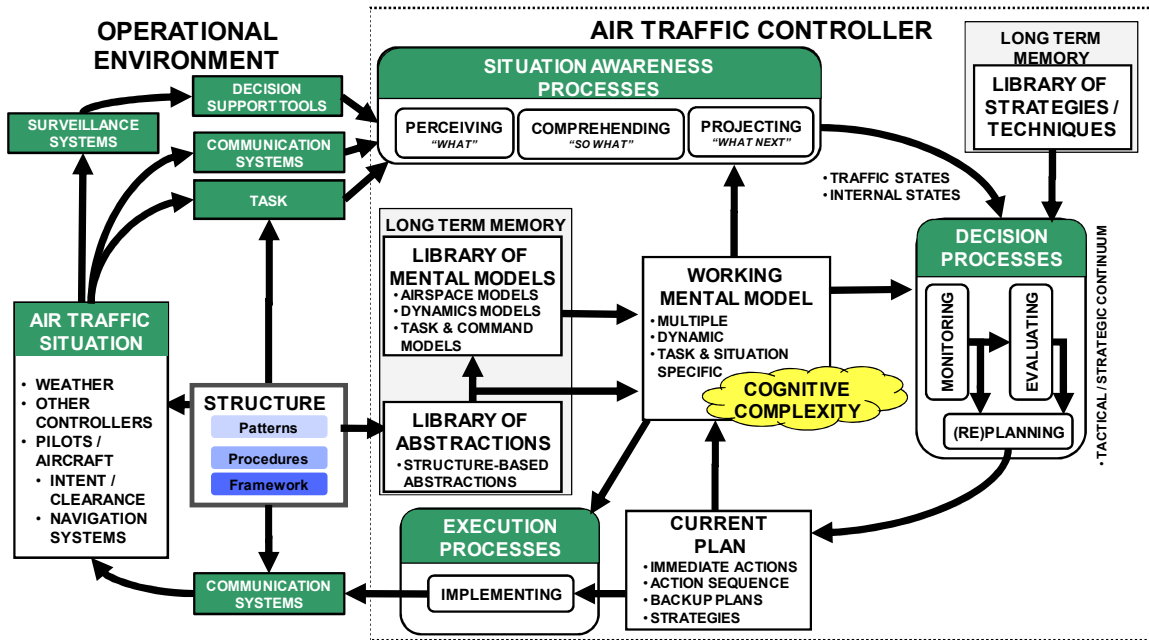 OPERATIONAL
ENVIRONMENT
AIR TRAFFIC CONTROLLER
DECISION
SUPPORT TOOLS
SURVEILLANCE
SYSTEMS
COMMUNICATION
SYSTEMS
TASK
SITUATION AWARENESS
PROCESSES
PERCEIVING
“WHAT”
COMPREHENDING
“SO WHAT”
PROJECTING
“WHAT NEXT”
LONG TERM
MEMORY
LIBRARY OF
STRATEGIES /
TECHNIQUES
• TRAFFIC STATES
• INTERNAL STATES
LONG TERM MEMORY
LIBRARY OF
MENTAL MODELS
• AIRSPACE MODELS
• DYNAMICS MODELS
• TASK & COMMAND
MODELS
LIBRARY OF
ABSTRACTIONS
• STRUCTURE-BASED
ABSTRACTIONS
WORKING
MENTAL MODEL
• MULTIPLE
• DYNAMIC
• TASK & SITUATION
SPECIFIC
COGNITIVE
COMPLEXITY
DECISION
PROCESSES
MONITORING
EVALUATING
(RE)PLANNING
• TACTICAL / STRATEGIC CONTINUUM
AIR TRAFFIC
SITUATION
• WEATHER
• OTHER
CONTROLLERS
• PILOTS /
AIRCRAFT
• INTENT /
CLEARANCE
• NAVIGATION
SYSTEMS
STRUCTURE
Patterns
Procedures
Framework
EXECUTION
PROCESSES
IMPLEMENTING
CURRENT
PLAN
• IMMEDIATE ACTIONS
• ACTION SEQUENCE
• BACKUP PLANS
• STRATEGIES
COMMUNICATION
SYSTEMS